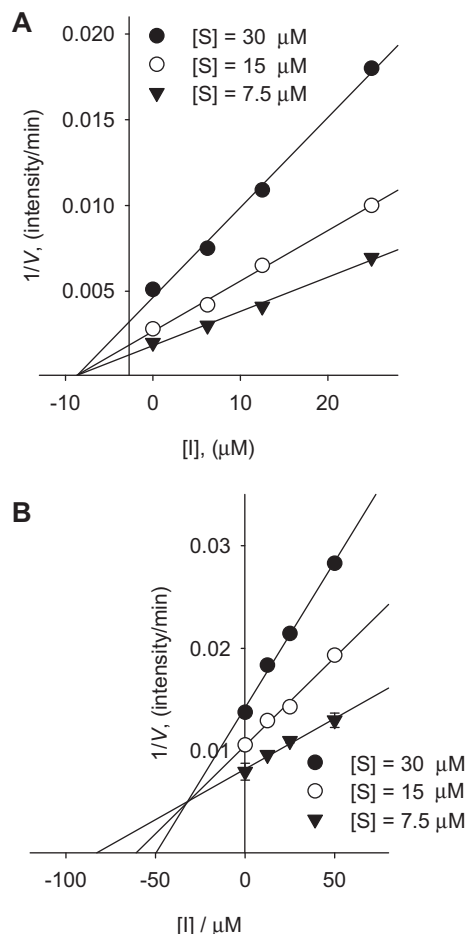 A
[S] = 30 μM
[S] = 15 μM
[S] = 7.5 μM
0.020
0.015
0.010
0.005
1/V, (intensity/min)
-10 0 10 20
[I], (μM)
B
0.03
0.02
0.01
1/V, (intensity/min)
[S] = 30 μM
[S] = 15 μM
[S] = 7.5 μM
-100 -50 0 50
[I] / μM